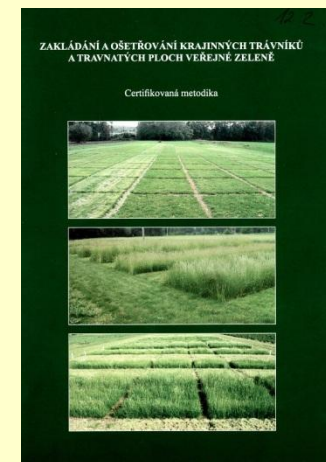 ZAKLÁDÁNÍ A OŠETŘOVÁNÍ KRAJINNÝCH TRÁVNÍKŮ
A TRAVNATÝCH PLOCH VEŘEJNÉ ZELENĚ
Certifikovaná metodika